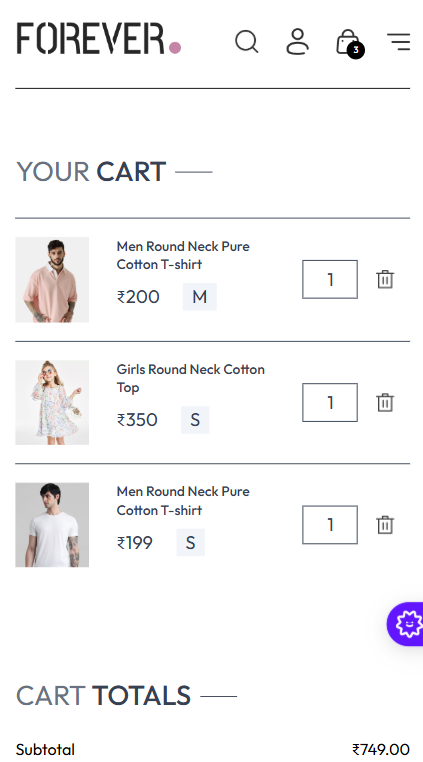 FOREVER.
3
YOUR CART
Men Round Neck Pure
Cotton T-shirt
₹200 M
1
Girls Round Neck Cotton
Top
₹350 S
1
Men Round Neck Pure
Cotton T-shirt
₹199 S
1
CART TOTALS
Subtotal ₹749.00